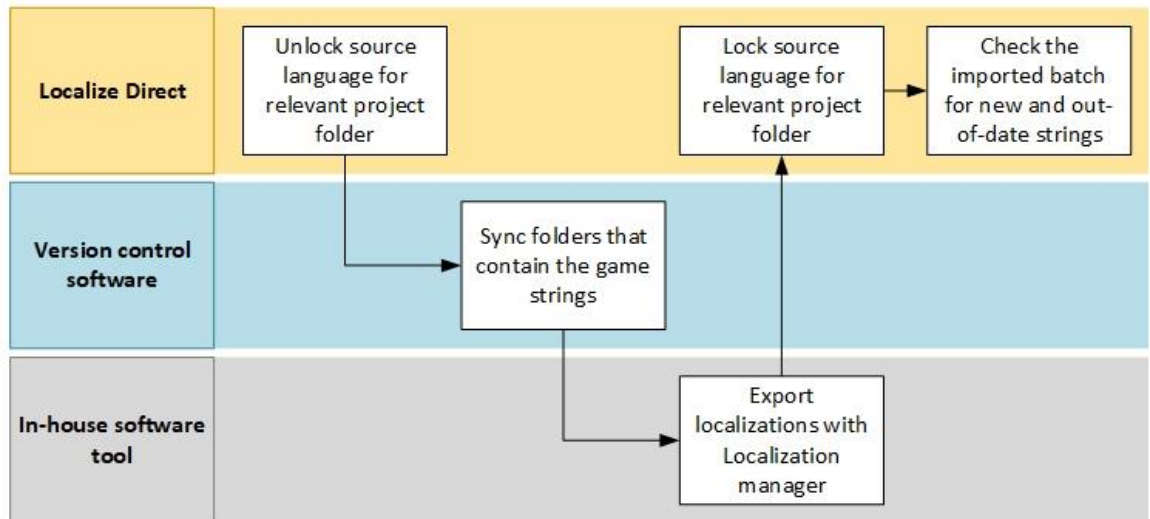 Localize Direct
Unlock source
language for
relevant project
folder
Lock source
language for
relevant project
folder
Check the
imported batch
for new and out-
of-date strings
Version control
software
Sync folders that
contain the game
strings
In-house software
tool
Export
localizations with
Localization
manager